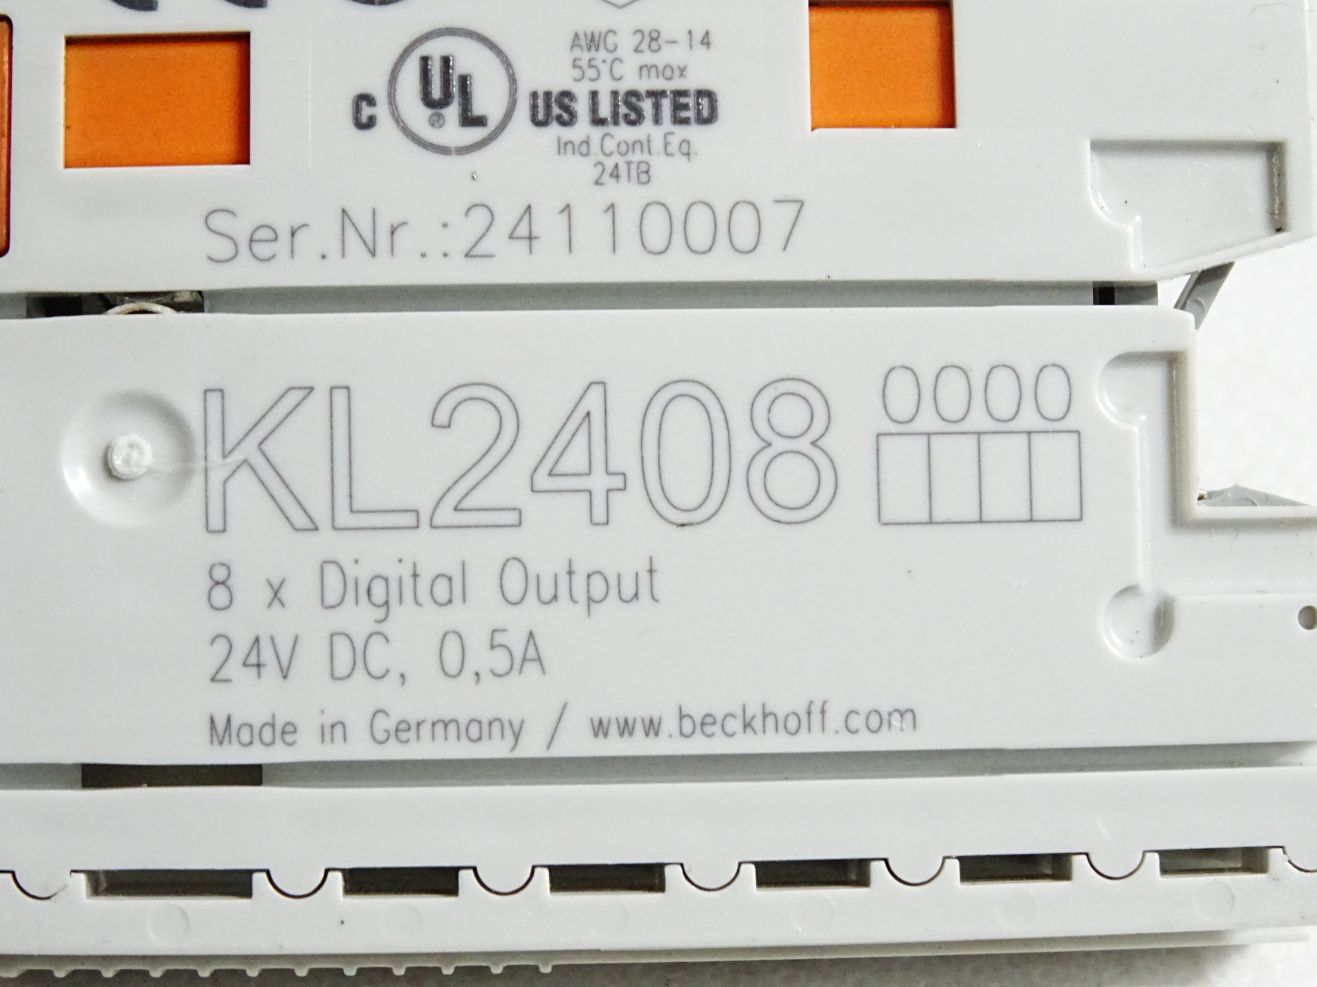 AWG 28-14
55°C max
c UL ® US LISTED
Ind.Cont.Eq.
24TB
Ser.Nr.:24110007
KL2408 0000
8 x Digital Output
24V DC, 0,5A
Made in Germany / www.beckhoff.com